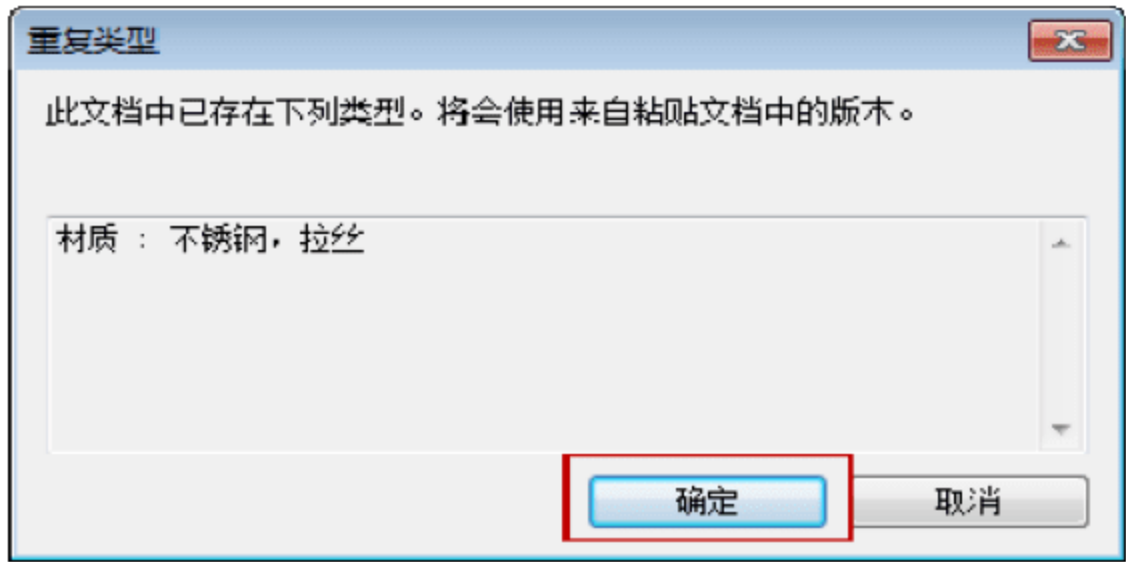 重复类型
此文档中已存在下列类型。将会使用来自粘贴文档中的版本。
材质 : 不锈钢，拉丝
确定
取消